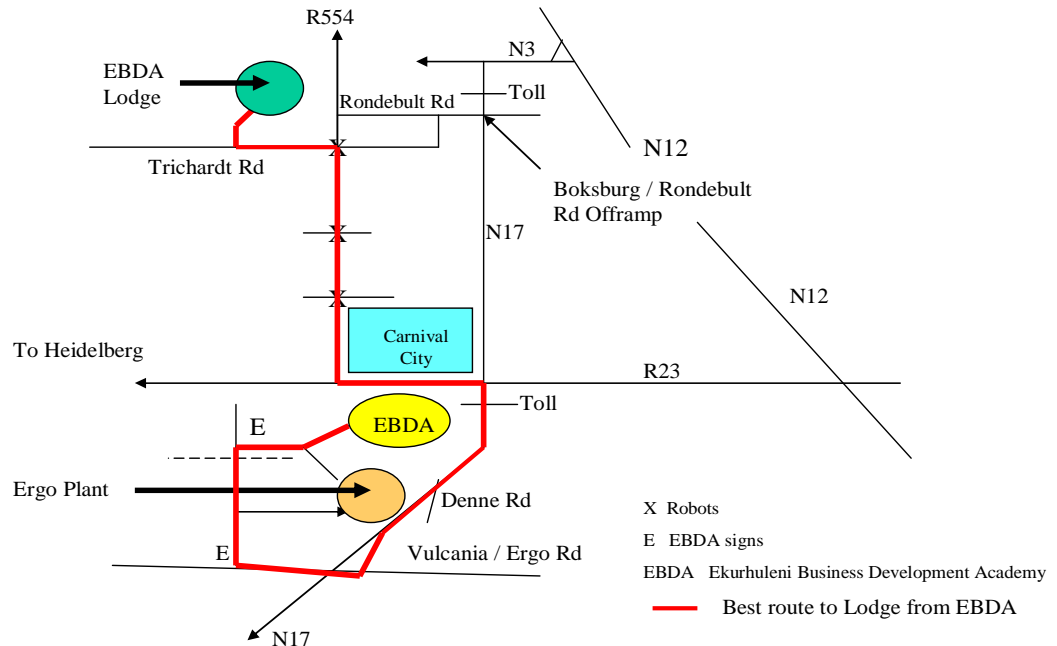 R554
N3
EBDA
Lodge
Toll
Rondebult Rd
X
Trichardt Rd
N12
Boksburg / Rondebult
Rd Offramp
X
N17
N12
X
Carnival
City
To Heidelberg
R23
Toll
E
EBDA
Ergo Plant
Denne Rd
X Robots
E EBDA signs
E
Vulcania / Ergo Rd
EBDA Ekurhuleni Business Development Academy
Best route to Lodge from EBDA
N17